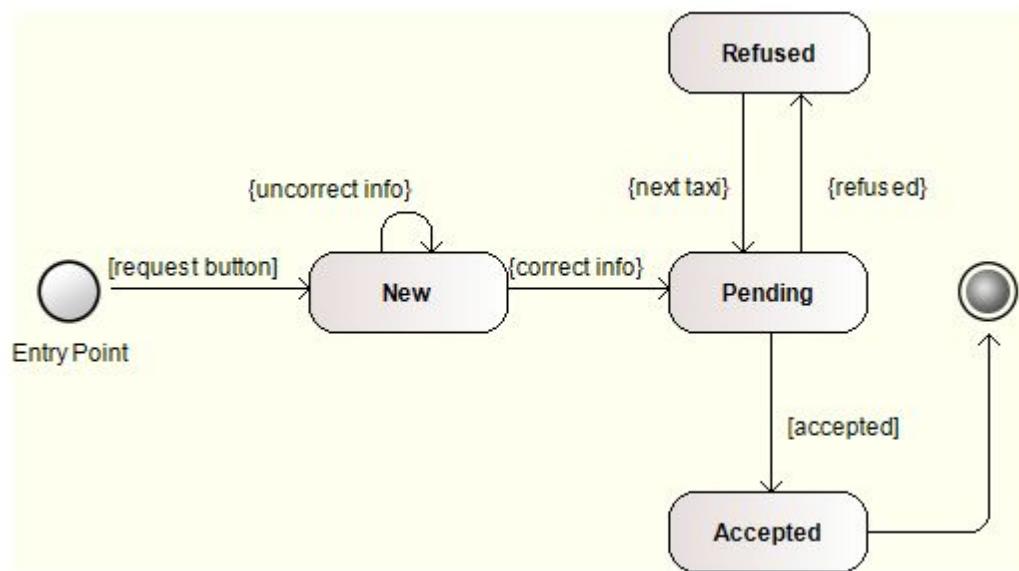 Refused
{uncorrect info}
{next taxi}
{refused}
[request button]
{correct info}
New
Pending
Entry Point
[accepted]
Accepted